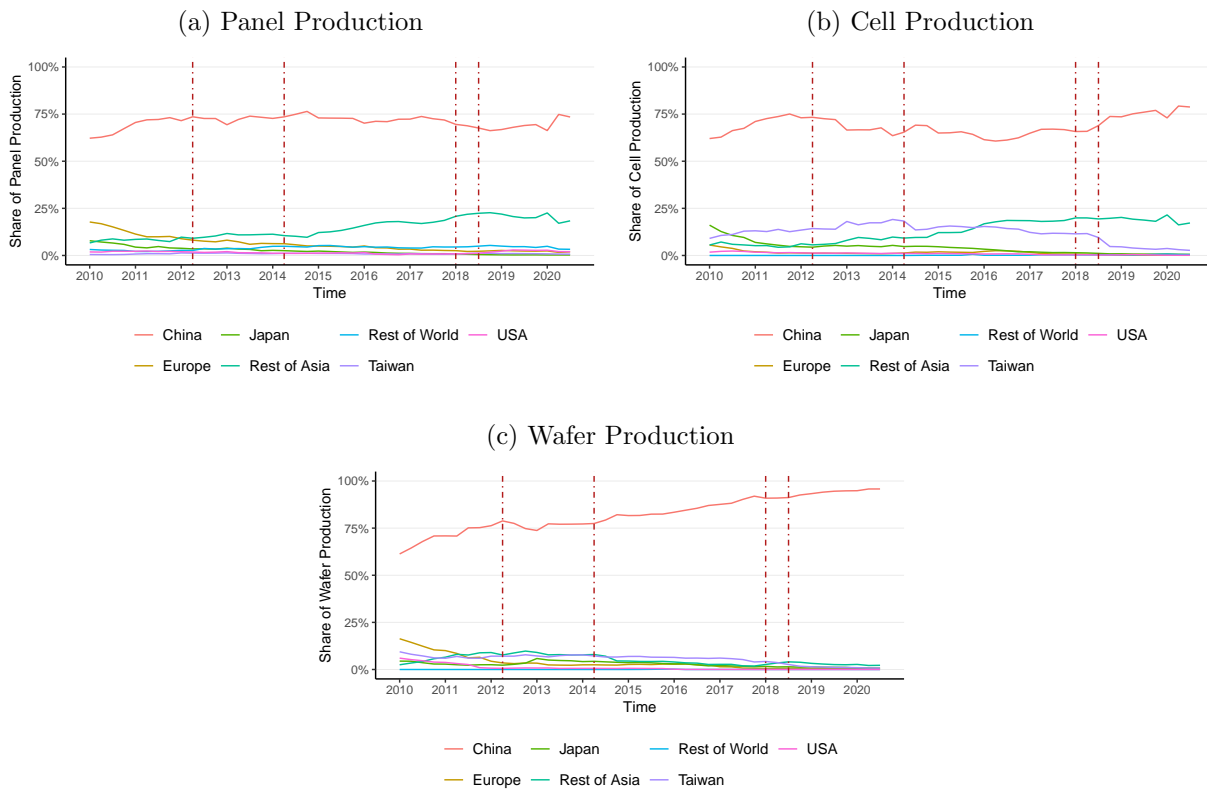 (a) Panel Production
100%
75%
50%
25%
0%
Share of Panel Production
2010 2011 2012 2013 2014 2015 2016 2017 2018 2019 2020
Time
China Japan Rest of World USA
Europe Rest of Asia Taiwan
(b) Cell Production
100%
75%
50%
25%
0%
Share of Cell Production
2010 2011 2012 2013 2014 2015 2016 2017 2018 2019 2020
Time
China Japan Rest of World USA
Europe Rest of Asia Taiwan
(c) Wafer Production
100%
75%
50%
25%
0%
Share of Wafer Production
2010 2011 2012 2013 2014 2015 2016 2017 2018 2019 2020
Time
China Japan Rest of World USA
Europe Rest of Asia Taiwan